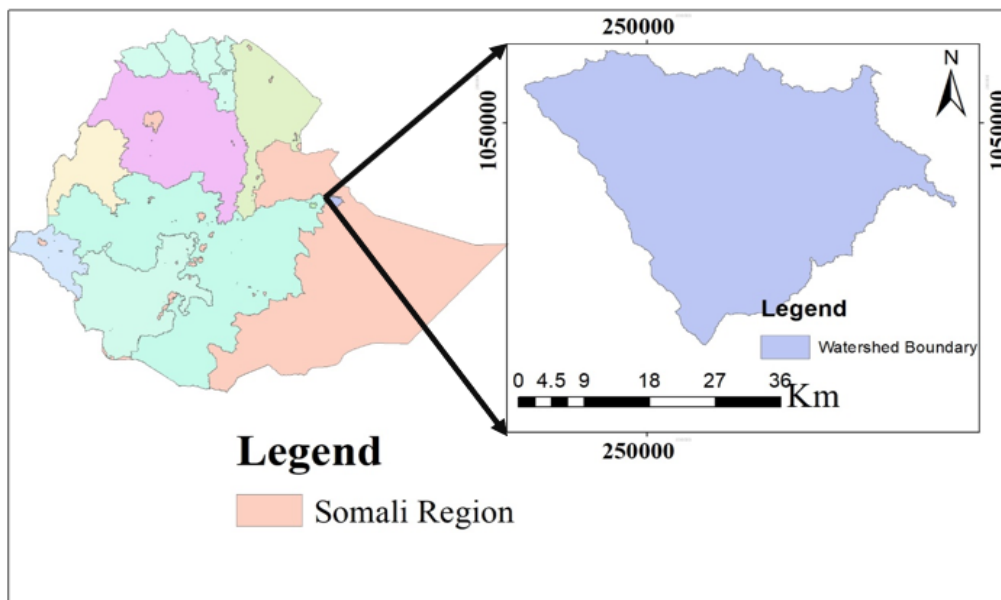 250000
N
1050000
1050000
Legend
Watershed Boundary
0 4.5 9 18 27 36
Km
250000
Legend
Somali Region